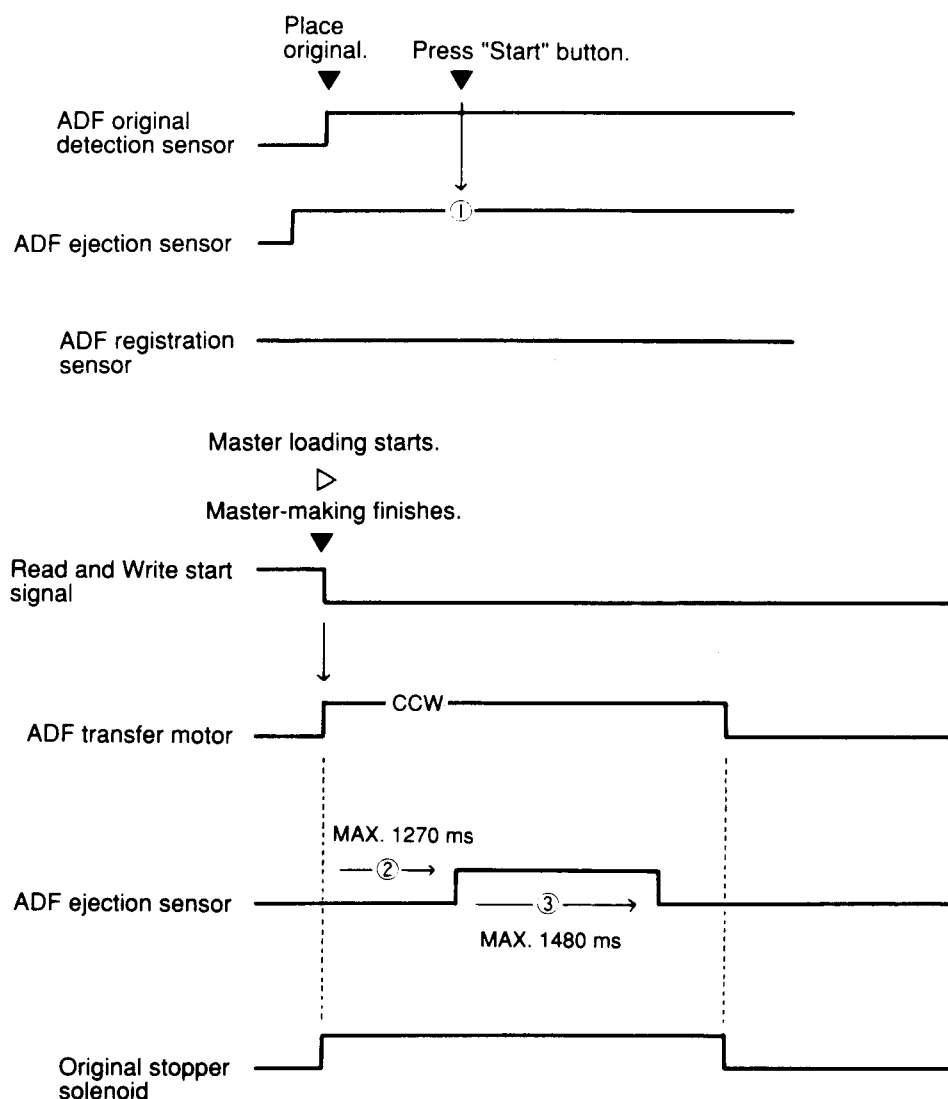 Place
original.
Press "Start" button.
ADF original
detection sensor
①
ADF ejection sensor
ADF registration
sensor
Master loading starts.
Master-making finishes.
Read and Write start
signal
CCW
ADF transfer motor
MAX. 1270 ms
②
ADF ejection sensor
③
MAX. 1480 ms
Original stopper
solenoid